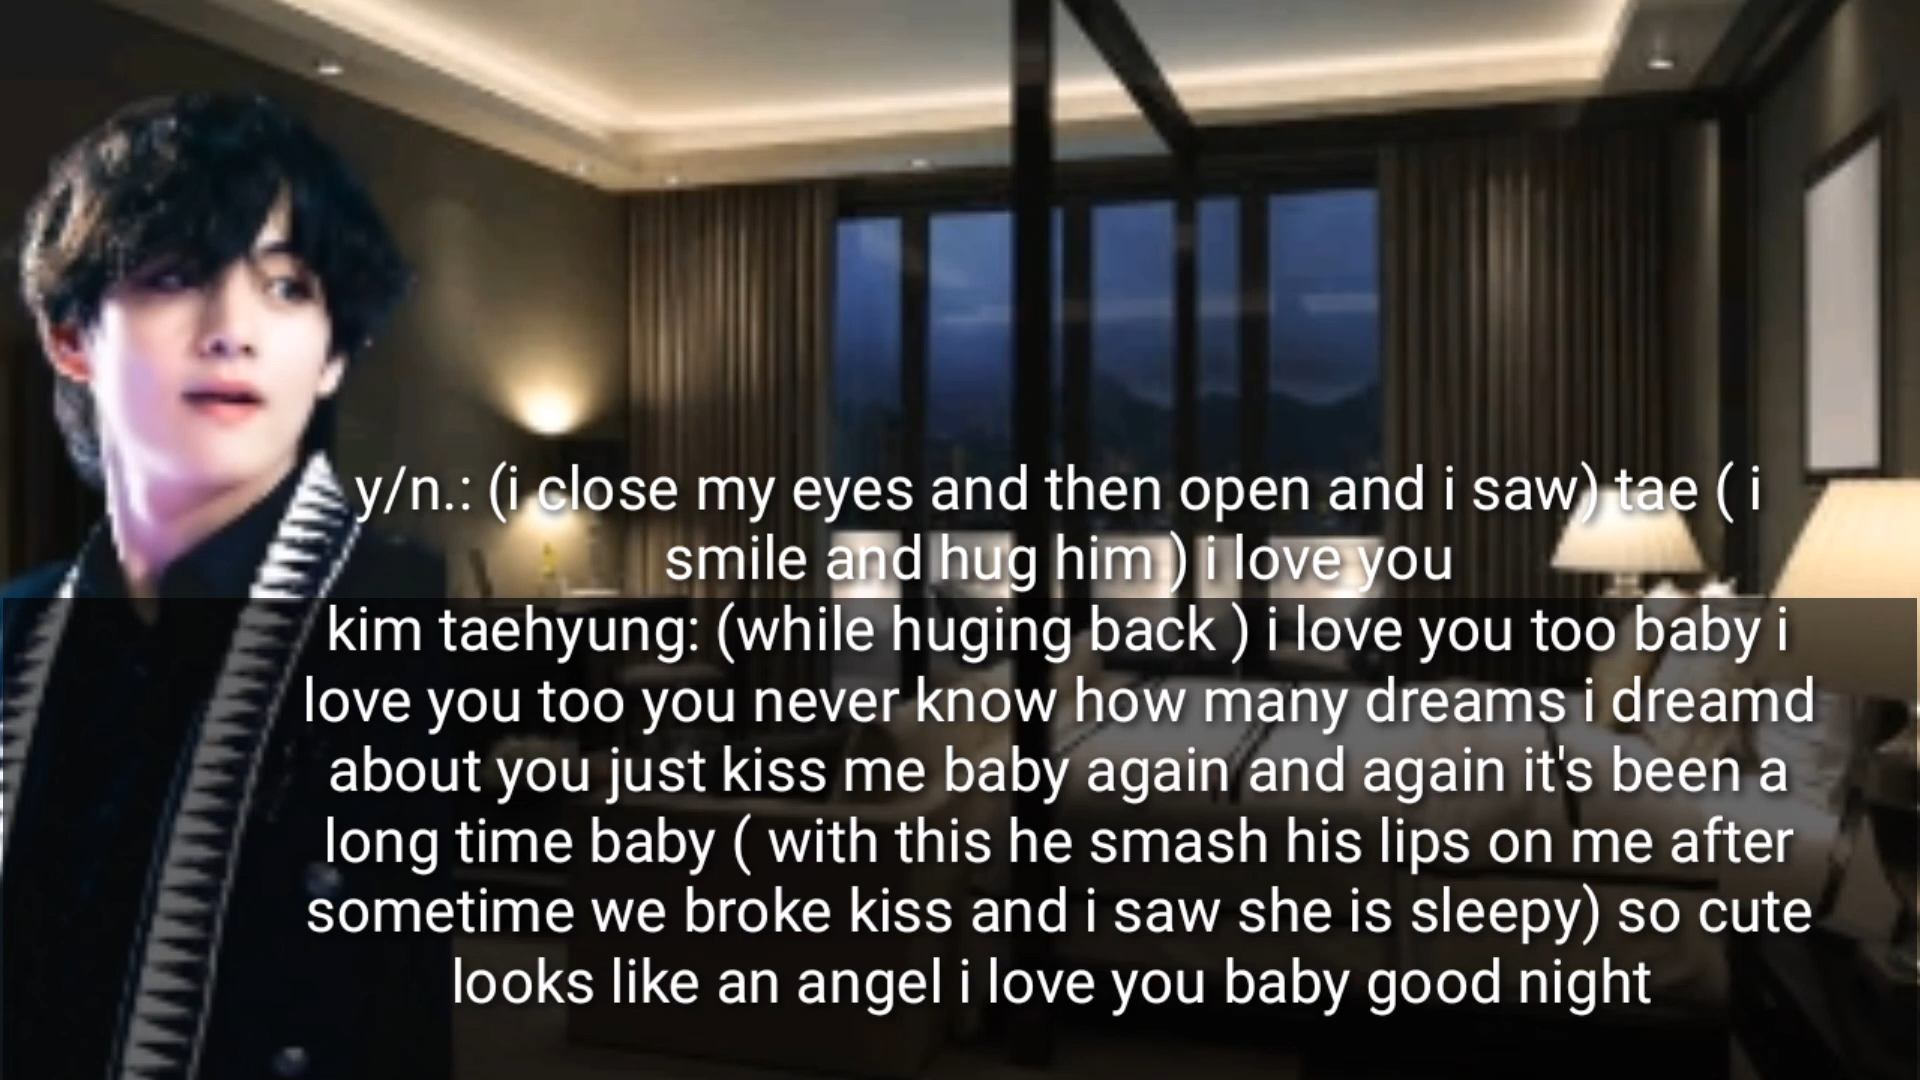 y/n.: (i close my eyes and then open and i saw) tae ( i
smile and hug him ) i love you
kim taehyung: (while huging back ) i love you too baby i
love you too you never know how many dreams i dreamd
about you just kiss me baby again and again it's been a
long time baby ( with this he smash his lips on me after
sometime we broke kiss and i saw she is sleepy) so cute
looks like an angel i love you baby good night